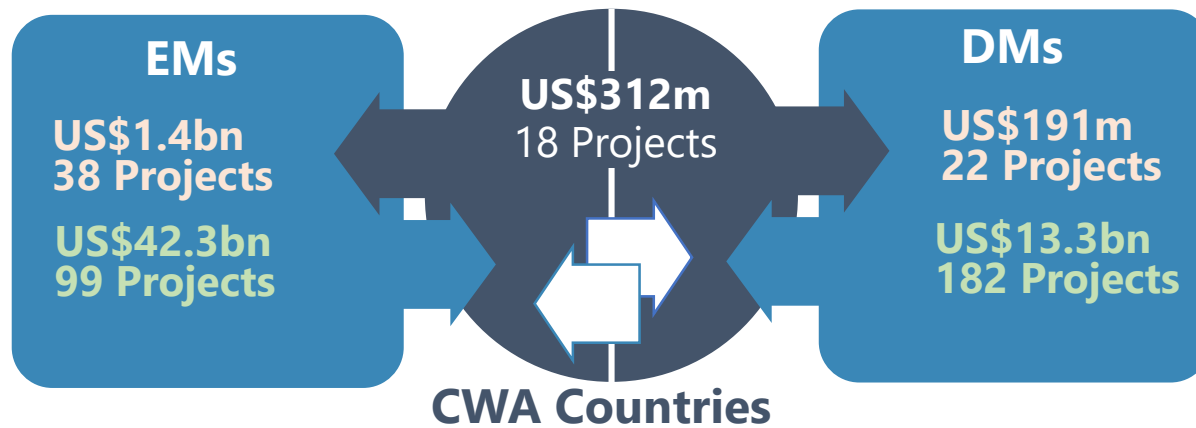 EMs
US$1.4bn
38 Projects
US$42.3bn
99 Projects
US$312m
18 Projects
CWA Countries
DMs
US$191m
22 Projects
US$13.3bn
182 Projects